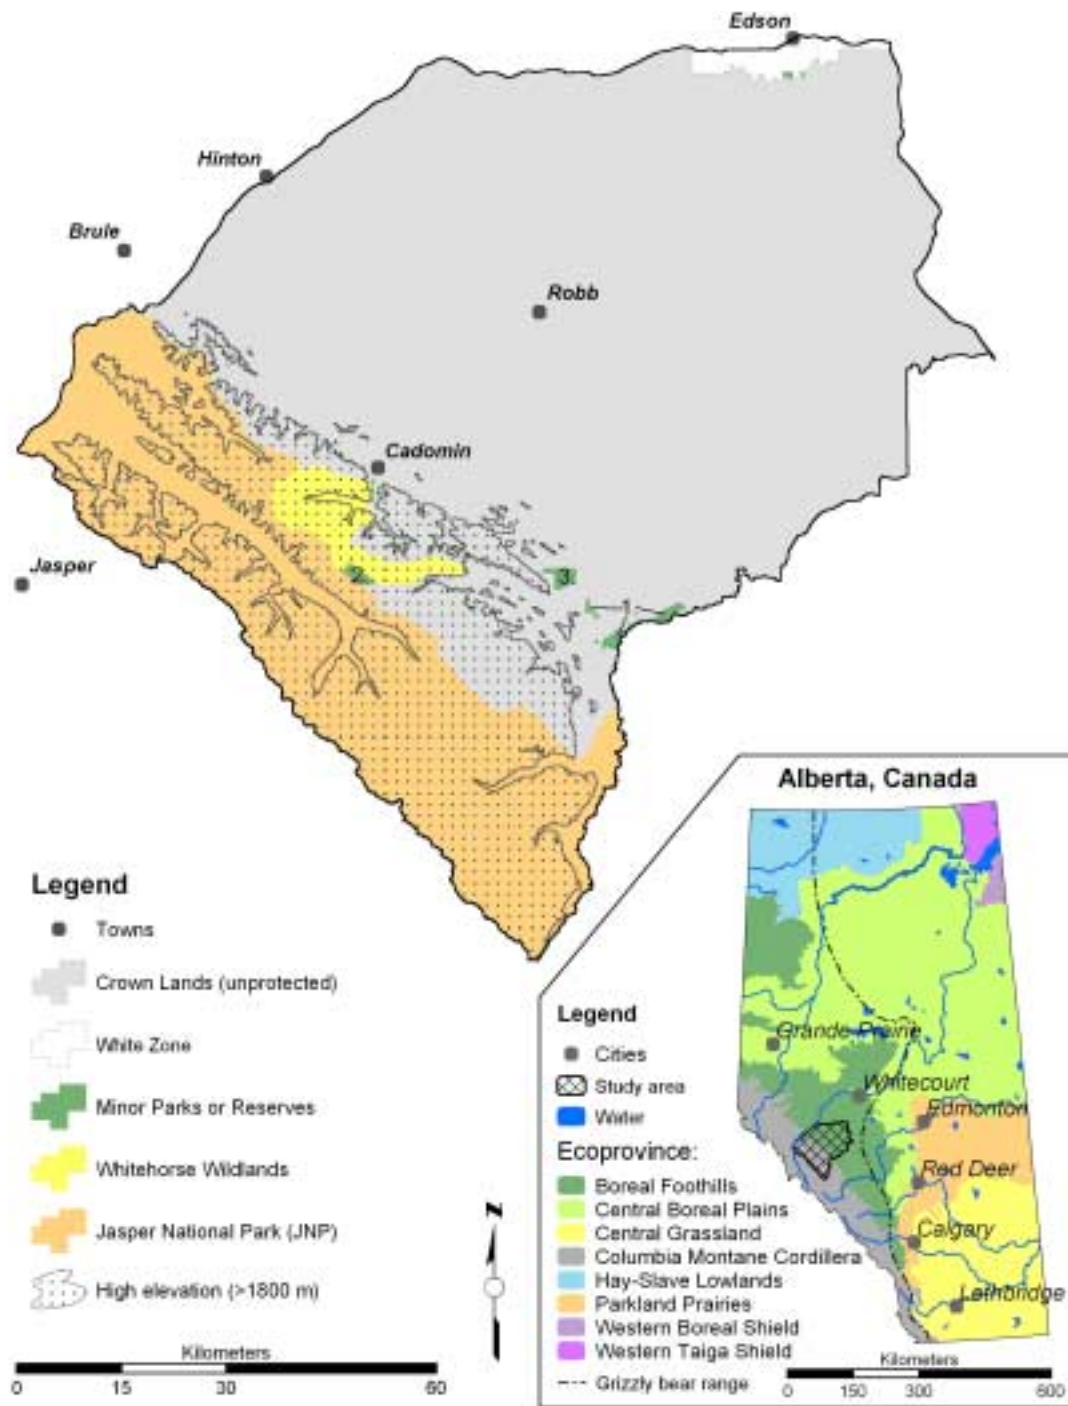 Edson
Hinton
Brule
Robb
Cadomin
Jasper
3
Legend
Towns
Crown Lands (unprotected)
White Zone
Minor Parks or Reserves
Whitehorse Wildlands
Jasper National Park (JNP)
High elevation (>1800 m)
Kilometers
0 15 30 60
N
Alberta, Canada
Grande Prairie
Whitecourt
Edmonton
Red Deer
Calgary
Lethbridge
Legend
Cities
Study area
Water
Ecoprovince:
Boreal Foothills
Central Boreal Plains
Central Grassland
Columbia Montane Cordillera
Hay-Slave Lowlands
Parkland Prairies
Western Boreal Shield
Western Taiga Shield
Grizzly bear range
Kilometers
0 150 300 600